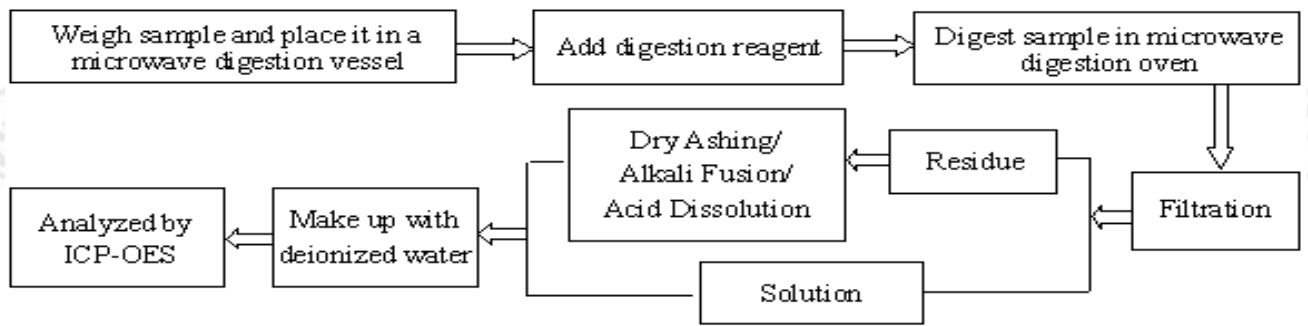 Weigh sample and place it in a
microwave digestion vessel
Add digestion reagent
Digest sample in microwave
digestion oven
Filtration
Residue
Dry Ashing/
Alkali Fusion/
Acid Dissolution
Solution
Make up with
deionized water
Analyzed by
ICP-OES